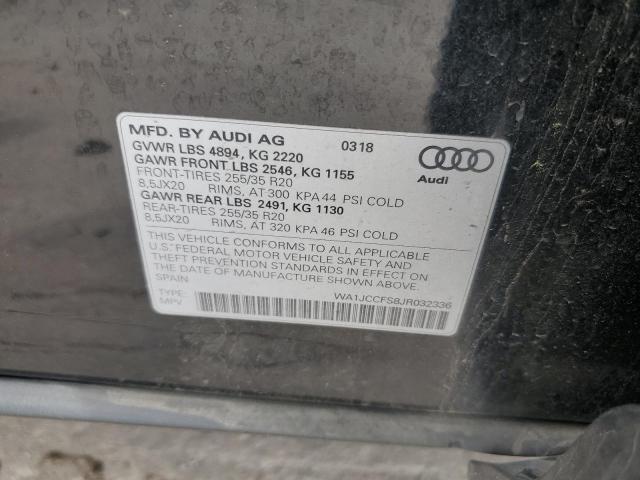 MFD. BY AUDI AG 0318
GVWR LBS 4894, KG 2220
GAWR FRONT LBS 2546, KG 1155
FRONT-TIRES 255/35 R20
8,5JX20 RIMS, AT 300 KPA 44 PSI COLD
GAWR REAR LBS 2491, KG 1130
REAR-TIRES 255/35 R20
8,5JX20 RIMS, AT 320 KPA 46 PSI COLD
THIS VEHICLE CONFORMS TO ALL APPLICABLE
U.S. FEDERAL MOTOR VEHICLE SAFETY AND
THEFT PREVENTION STANDARDS IN EFFECT ON
THE DATE OF MANUFACTURE SHOWN ABOVE.
SPAIN
TYPE:
MPV WA1JCCFS8JR032336
Audi